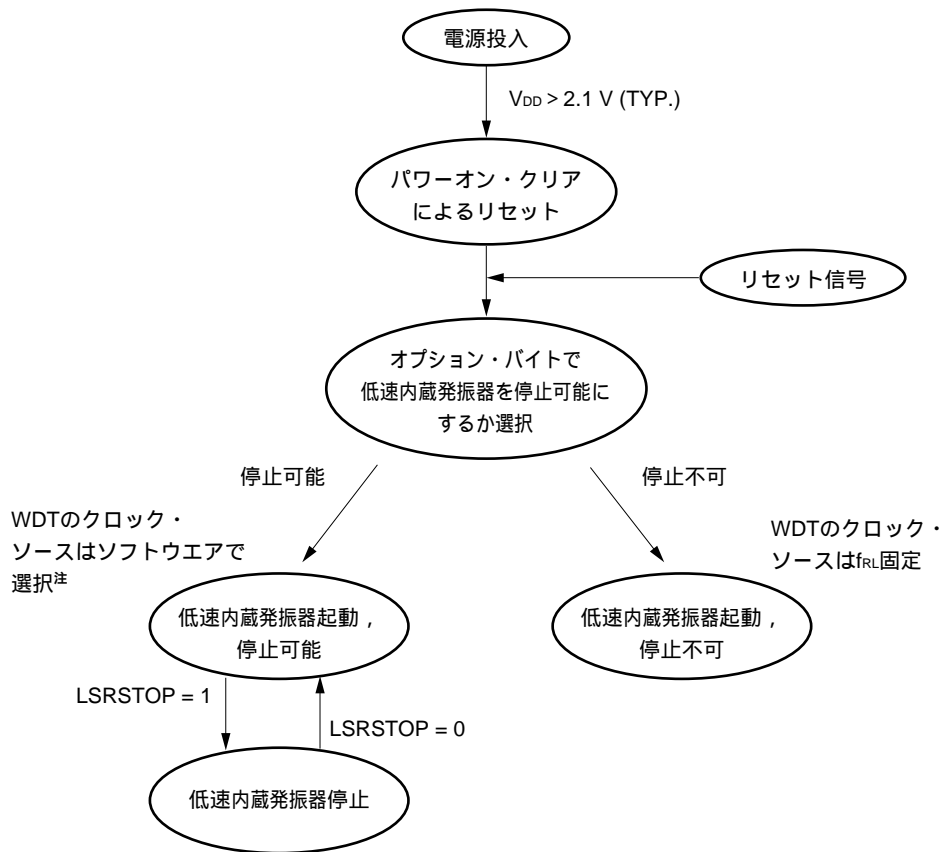 電源投入
VDD > 2.1 V (TYP.)
パワーオン・クリア
によるリセット
リセット信号
オプション・バイトで
低速内蔵発振器を停止可能に
するか選択
停止可能
停止不可
WDTのクロック・
ソースはソフトウエアで
選択注
WDTのクロック・
ソースはfRL固定
低速内蔵発振器起動，
停止可能
低速内蔵発振器起動，
停止不可
LSRSTOP = 1
LSRSTOP = 0
低速内蔵発振器停止